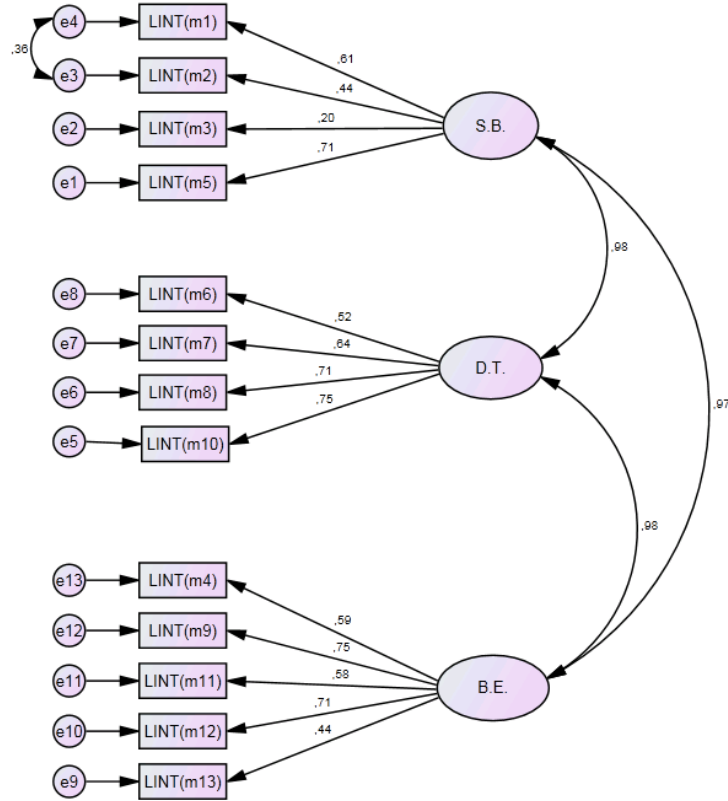 e4 LINT(m1)
,61
,36
e3 LINT(m2)
,44
e2 LINT(m3)
,20
S.B.
e1 LINT(m5)
,71
,98
e8 LINT(m6)
,52
e7 LINT(m7)
,64
D.T.
e6 LINT(m8)
,71
,97
e5 LINT(m10)
,75
,98
e13 LINT(m4)
,59
e12 LINT(m9)
,75
e11 LINT(m11)
,58
B.E.
e10 LINT(m12)
,71
e9 LINT(m13)
,44